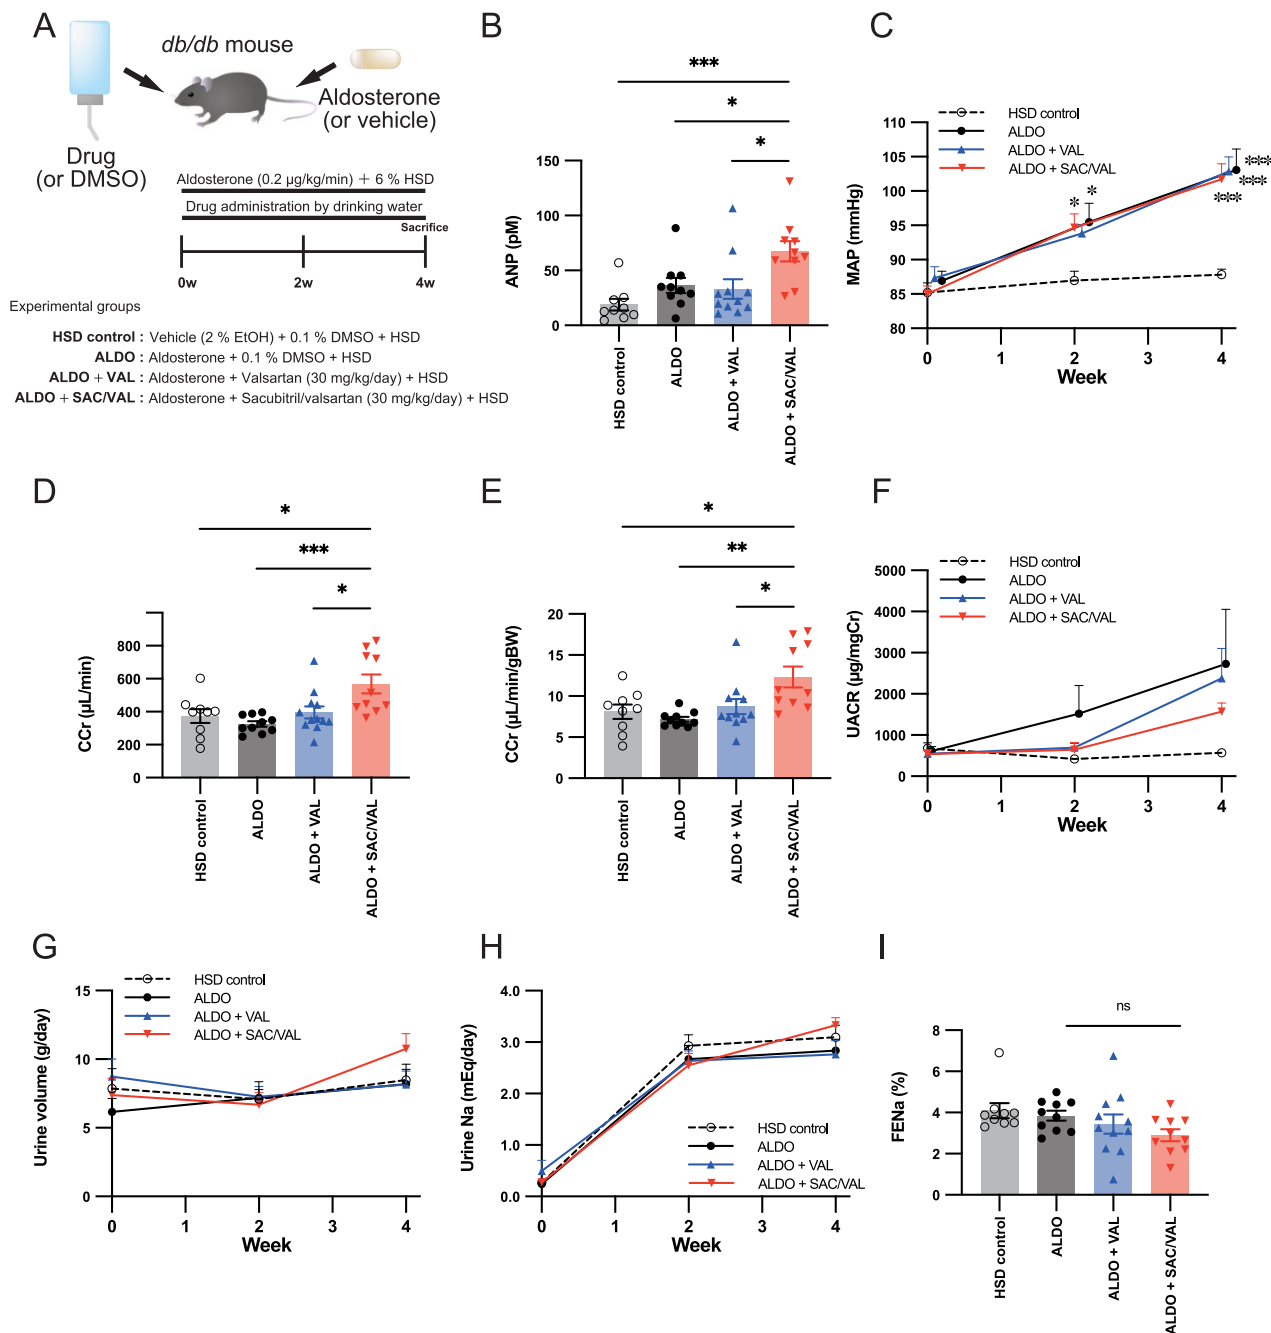 A
db/db mouse
Drug
(or DMSO)
Aldosterone
(or vehicle)
Aldosterone (0.2 μg/kg/min) + 6 % HSD
Drug administration by drinking water
Sacrifice
0w 2w 4w
Experimental groups
HSD control : Vehicle (2 % EtOH) + 0.1 % DMSO + HSD
ALDO : Aldosterone + 0.1 % DMSO + HSD
ALDO + VAL : Aldosterone + Valsartan (30 mg/kg/day) + HSD
ALDO + SAC/VAL : Aldosterone + Sacubitril/valsartan (30 mg/kg/day) + HSD
B
***
*
*
ANP (pM)
150
100
50
0
HSD control
ALDO
ALDO + VAL
ALDO + SAC/VAL
C
HSD control
ALDO
ALDO + VAL
ALDO + SAC/VAL
MAP (mmHg)
110
105
100
95
90
85
80
* *
***
***
***
0 1 2 3 4
Week
D
*
***
*
CCr (μL/min)
800
600
400
200
0
HSD control
ALDO
ALDO + VAL
ALDO + SAC/VAL
E
*
**
*
CCr (μL/min/gBW)
20
15
10
5
0
HSD control
ALDO
ALDO + VAL
ALDO + SAC/VAL
F
HSD control
ALDO
ALDO + VAL
ALDO + SAC/VAL
UACR (μg/mgCr)
5000
4000
3000
2000
1000
0
0 1 2 3 4
Week
G
HSD control
ALDO
ALDO + VAL
ALDO + SAC/VAL
Urine volume (g/day)
15
10
5
0
0 1 2 3 4
Week
H
Urine Na (mEq/day)
4.0
3.0
2.0
1.0
0.0
HSD control
ALDO
ALDO + VAL
ALDO + SAC/VAL
0 1 2 3 4
Week
I
ns
FENa (%)
8
6
4
2
0
HSD control
ALDO
ALDO + VAL
ALDO + SAC/VAL